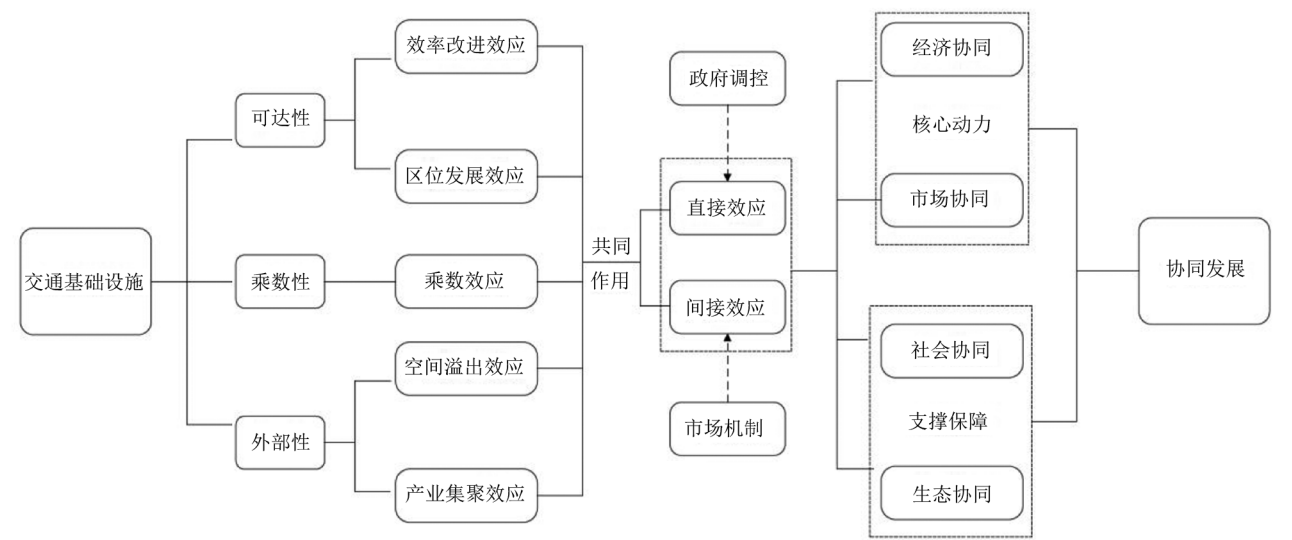 交通基础设施
可达性
乘数性
外部性
效率改进效应
区位发展效应
乘数效应
空间溢出效应
产业集聚效应
共同
作用
政府调控
直接效应
间接效应
市场机制
经济协同
核心动力
市场协同
社会协同
支撑保障
生态协同
协同发展